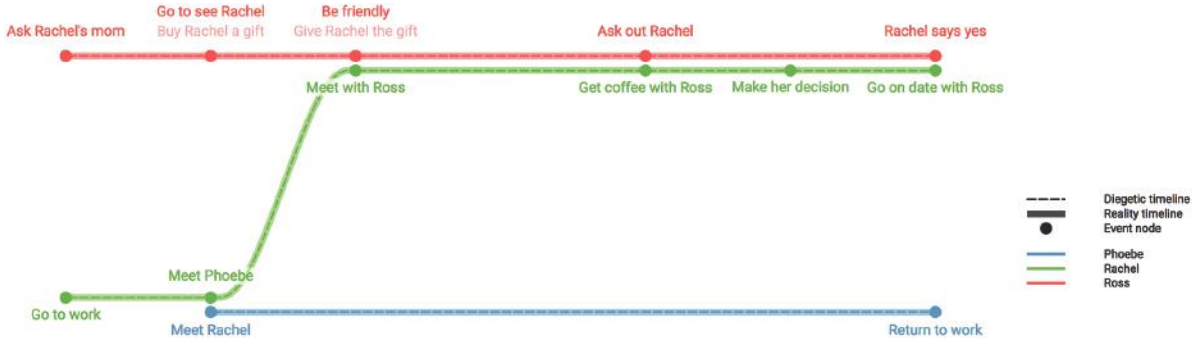 Go to see Rachel
Be friendly
Ask Rachel's mom
Buy Rachel a gift
Give Rachel the gift
Ask out Rachel
Rachel says yes
Meet with Ross
Get coffee with Ross
Make her decision
Go on date with Ross
Diegetic timeline
Reality timeline
Event node
Phoebe
Rachel
Ross
Meet Phoebe
Go to work
Meet Rachel
Return to work